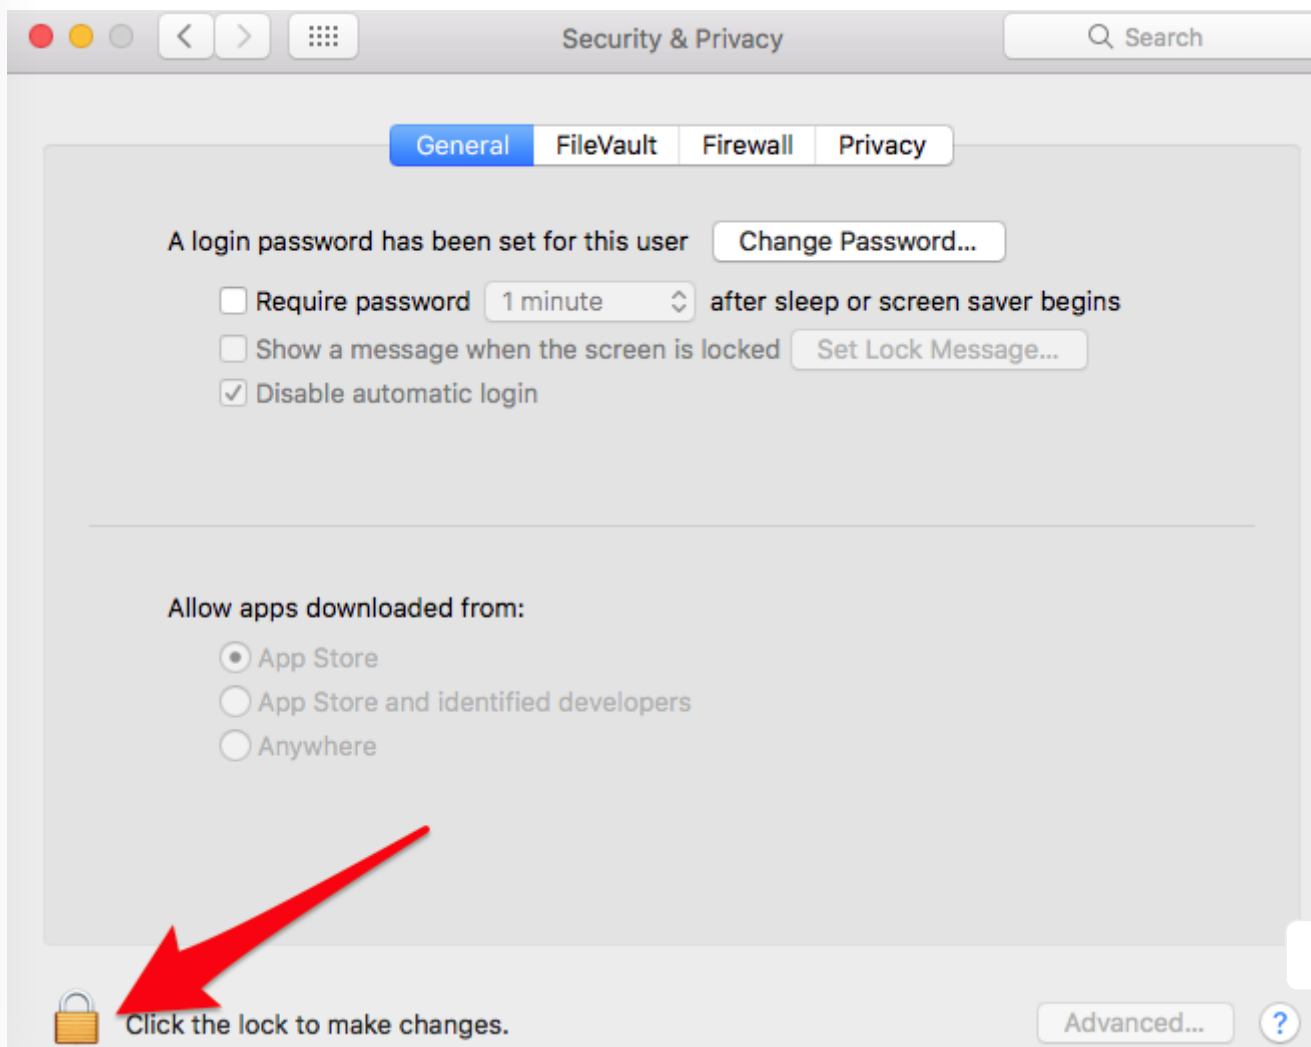 Security & Privacy Search
General FileVault Firewall Privacy
A login password has been set for this user Change Password...
Require password 1 minute after sleep or screen saver begins
Show a message when the screen is locked Set Lock Message...
Disable automatic login
Allow apps downloaded from:
App Store
App Store and identified developers
Anywhere
Click the lock to make changes. Advanced... ?